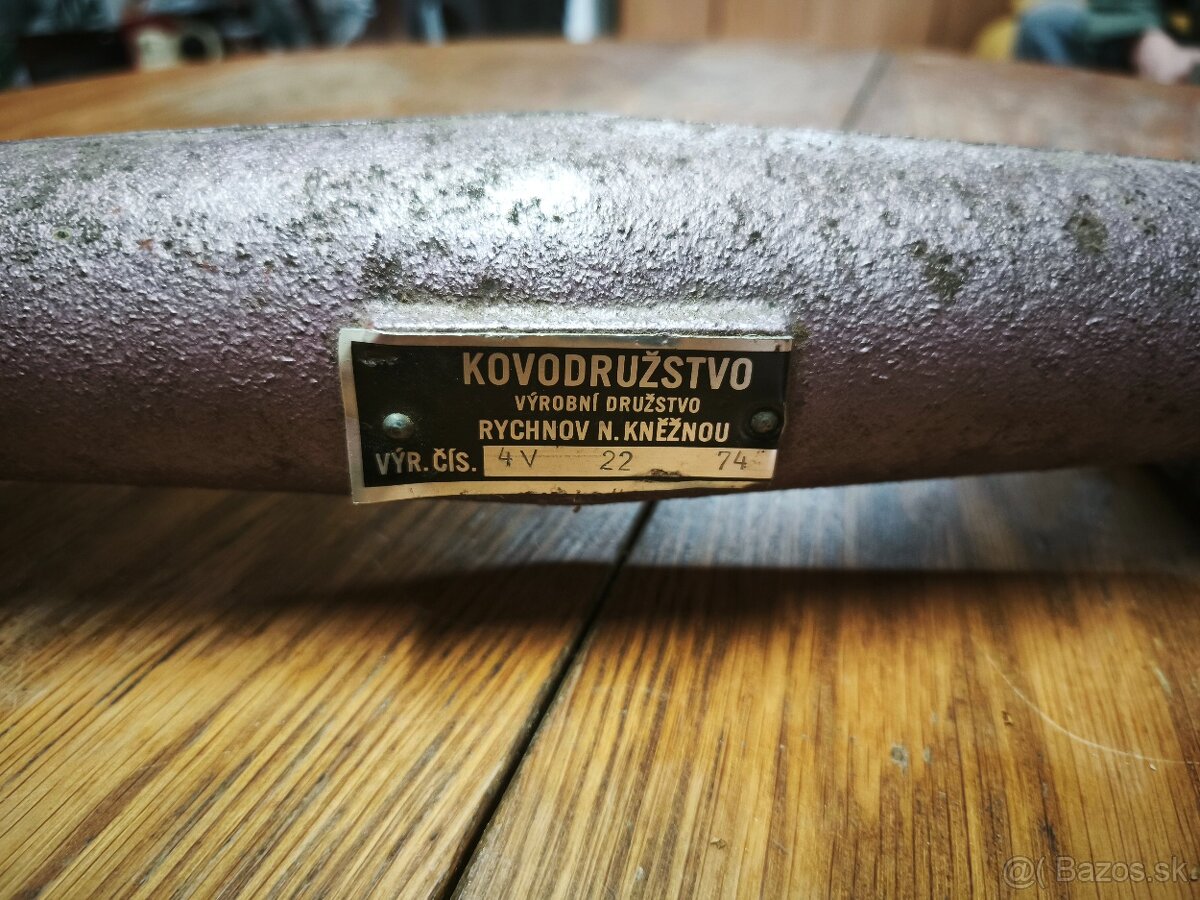 KOVODRUŽSTVO
VÝROBNÍ DRUŽSTVO
RYCHNOV N. KNĚŽNOU
VÝR. ČÍS. 4V 22 74
@( Bazos.sk